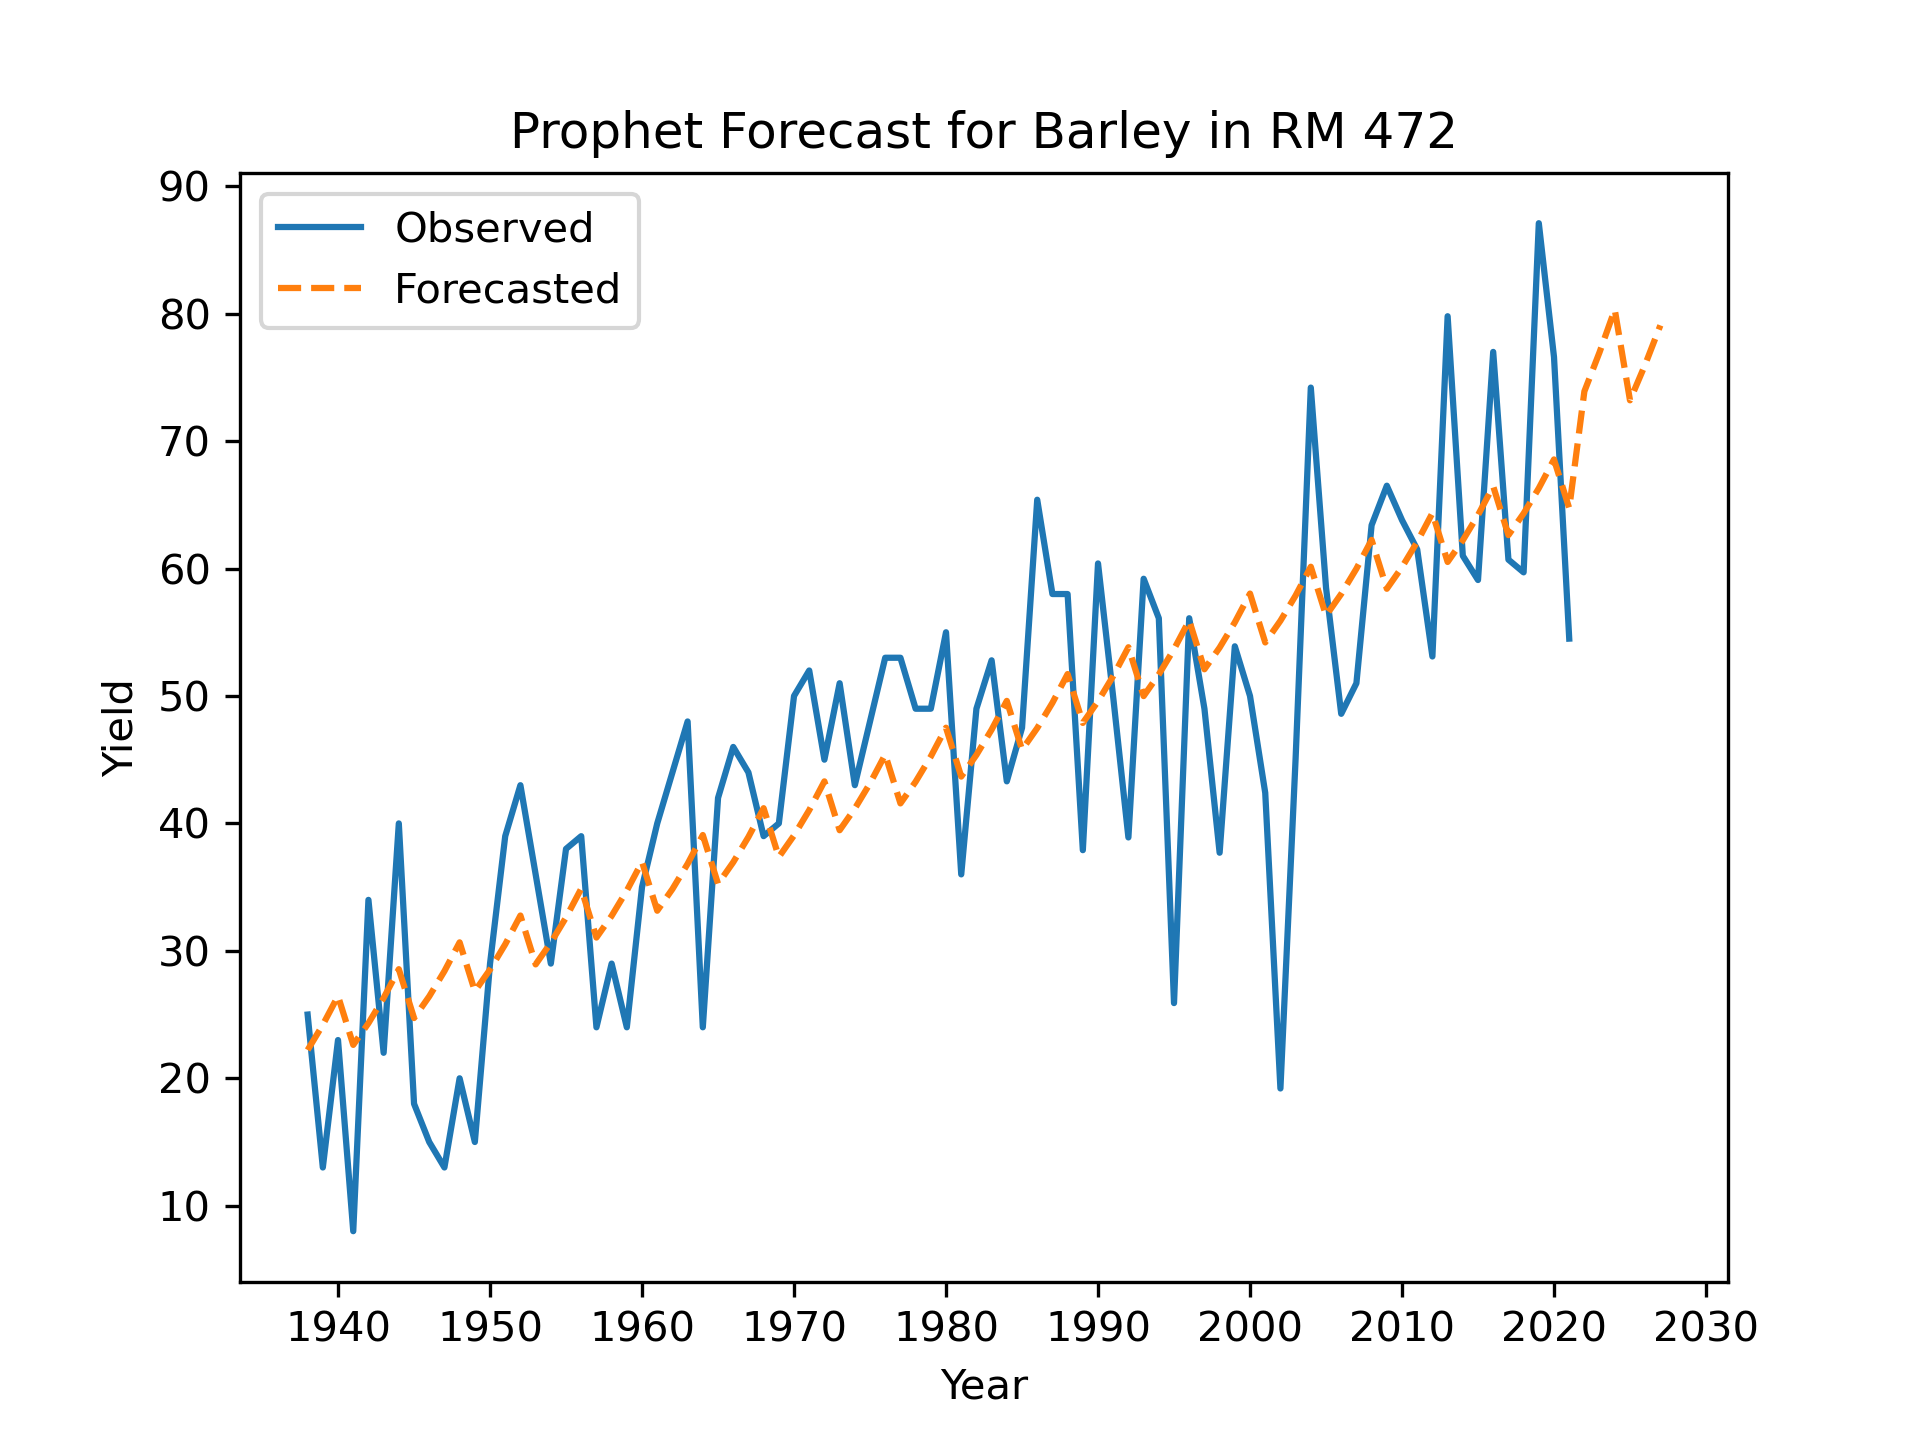 Prophet Forecast for Barley in RM 472
90
80
70
60
50
40
30
20
10
Yield
Observed
Forecasted
1940 1950 1960 1970 1980 1990 2000 2010 2020 2030
Year